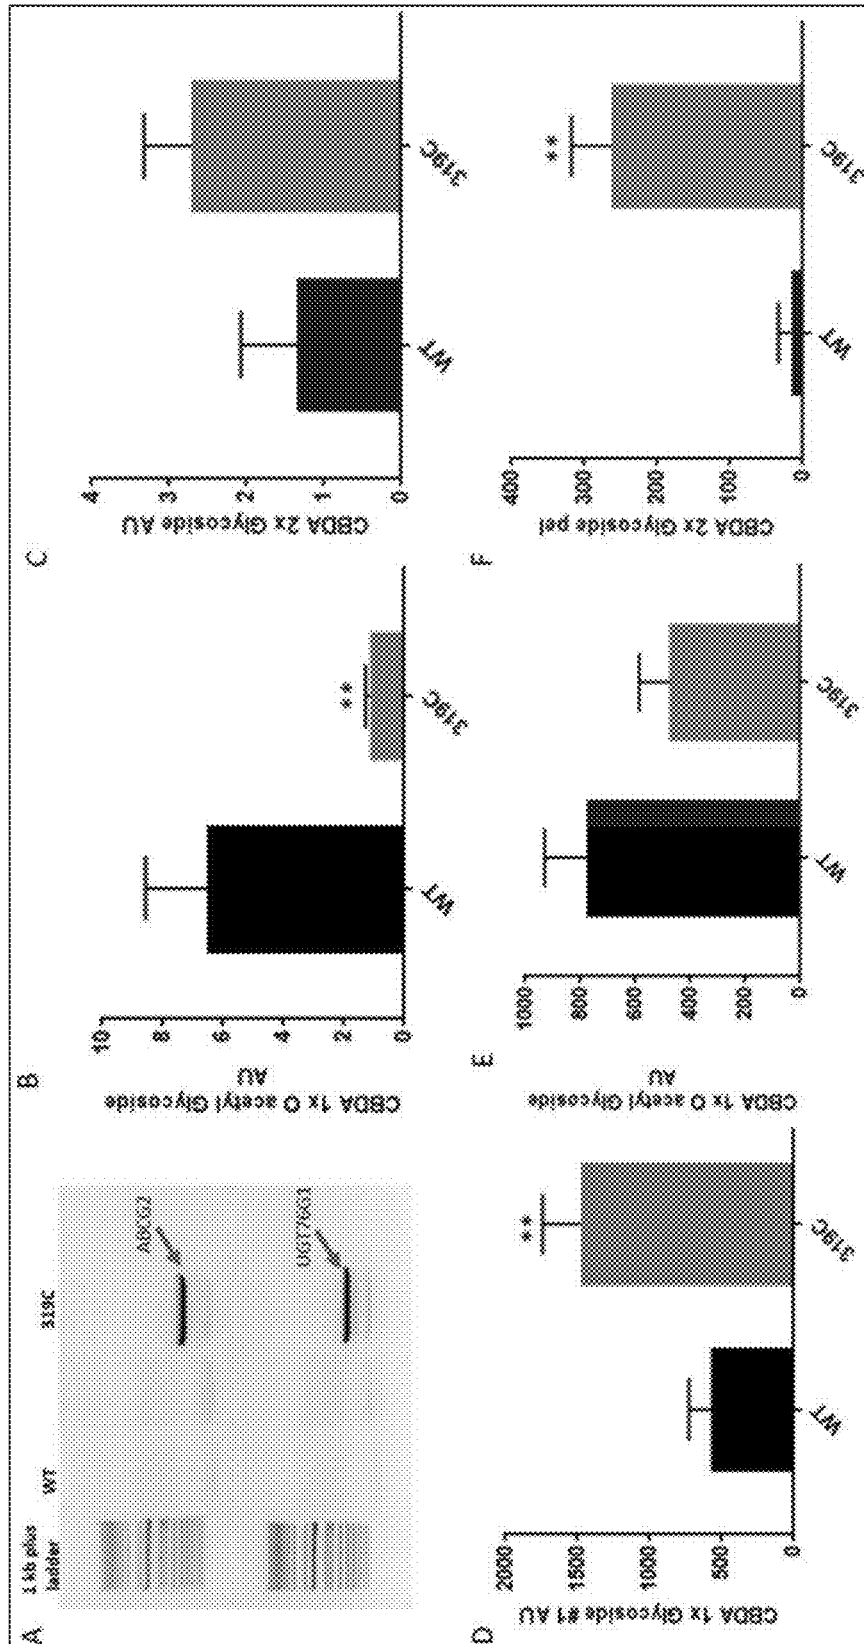 A
1 kb plus
ladder
WT
319C
ABCG2
UGT76G1
B
CBDA 1x O acetyl Glycoside
AU
10
8
6
4
2
0
WT
**
319C
C
CBDA 2x Glycoside AU
4
3
2
1
0
WT
319C
D
CBDA 1x Glycoside #1 AU
2000
1500
1000
500
0
WT
**
319C
E
CBDA 1x O acetyl Glycoside
AU
1000
800
600
400
200
0
WT
319C
F
CBDA 2x Glycoside pel
400
300
200
100
0
WT
**
319C